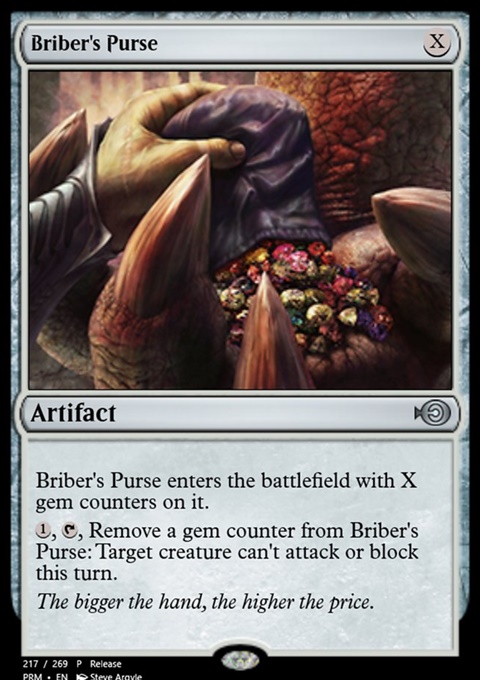 Briber's Purse X
Artifact
Briber's Purse enters the battlefield with X
gem counters on it.
1, T, Remove a gem counter from Briber's
Purse: Target creature can't attack or block
this turn.
The bigger the hand, the higher the price.
217 / 269 P Release
PRM • EN Steve Argyle